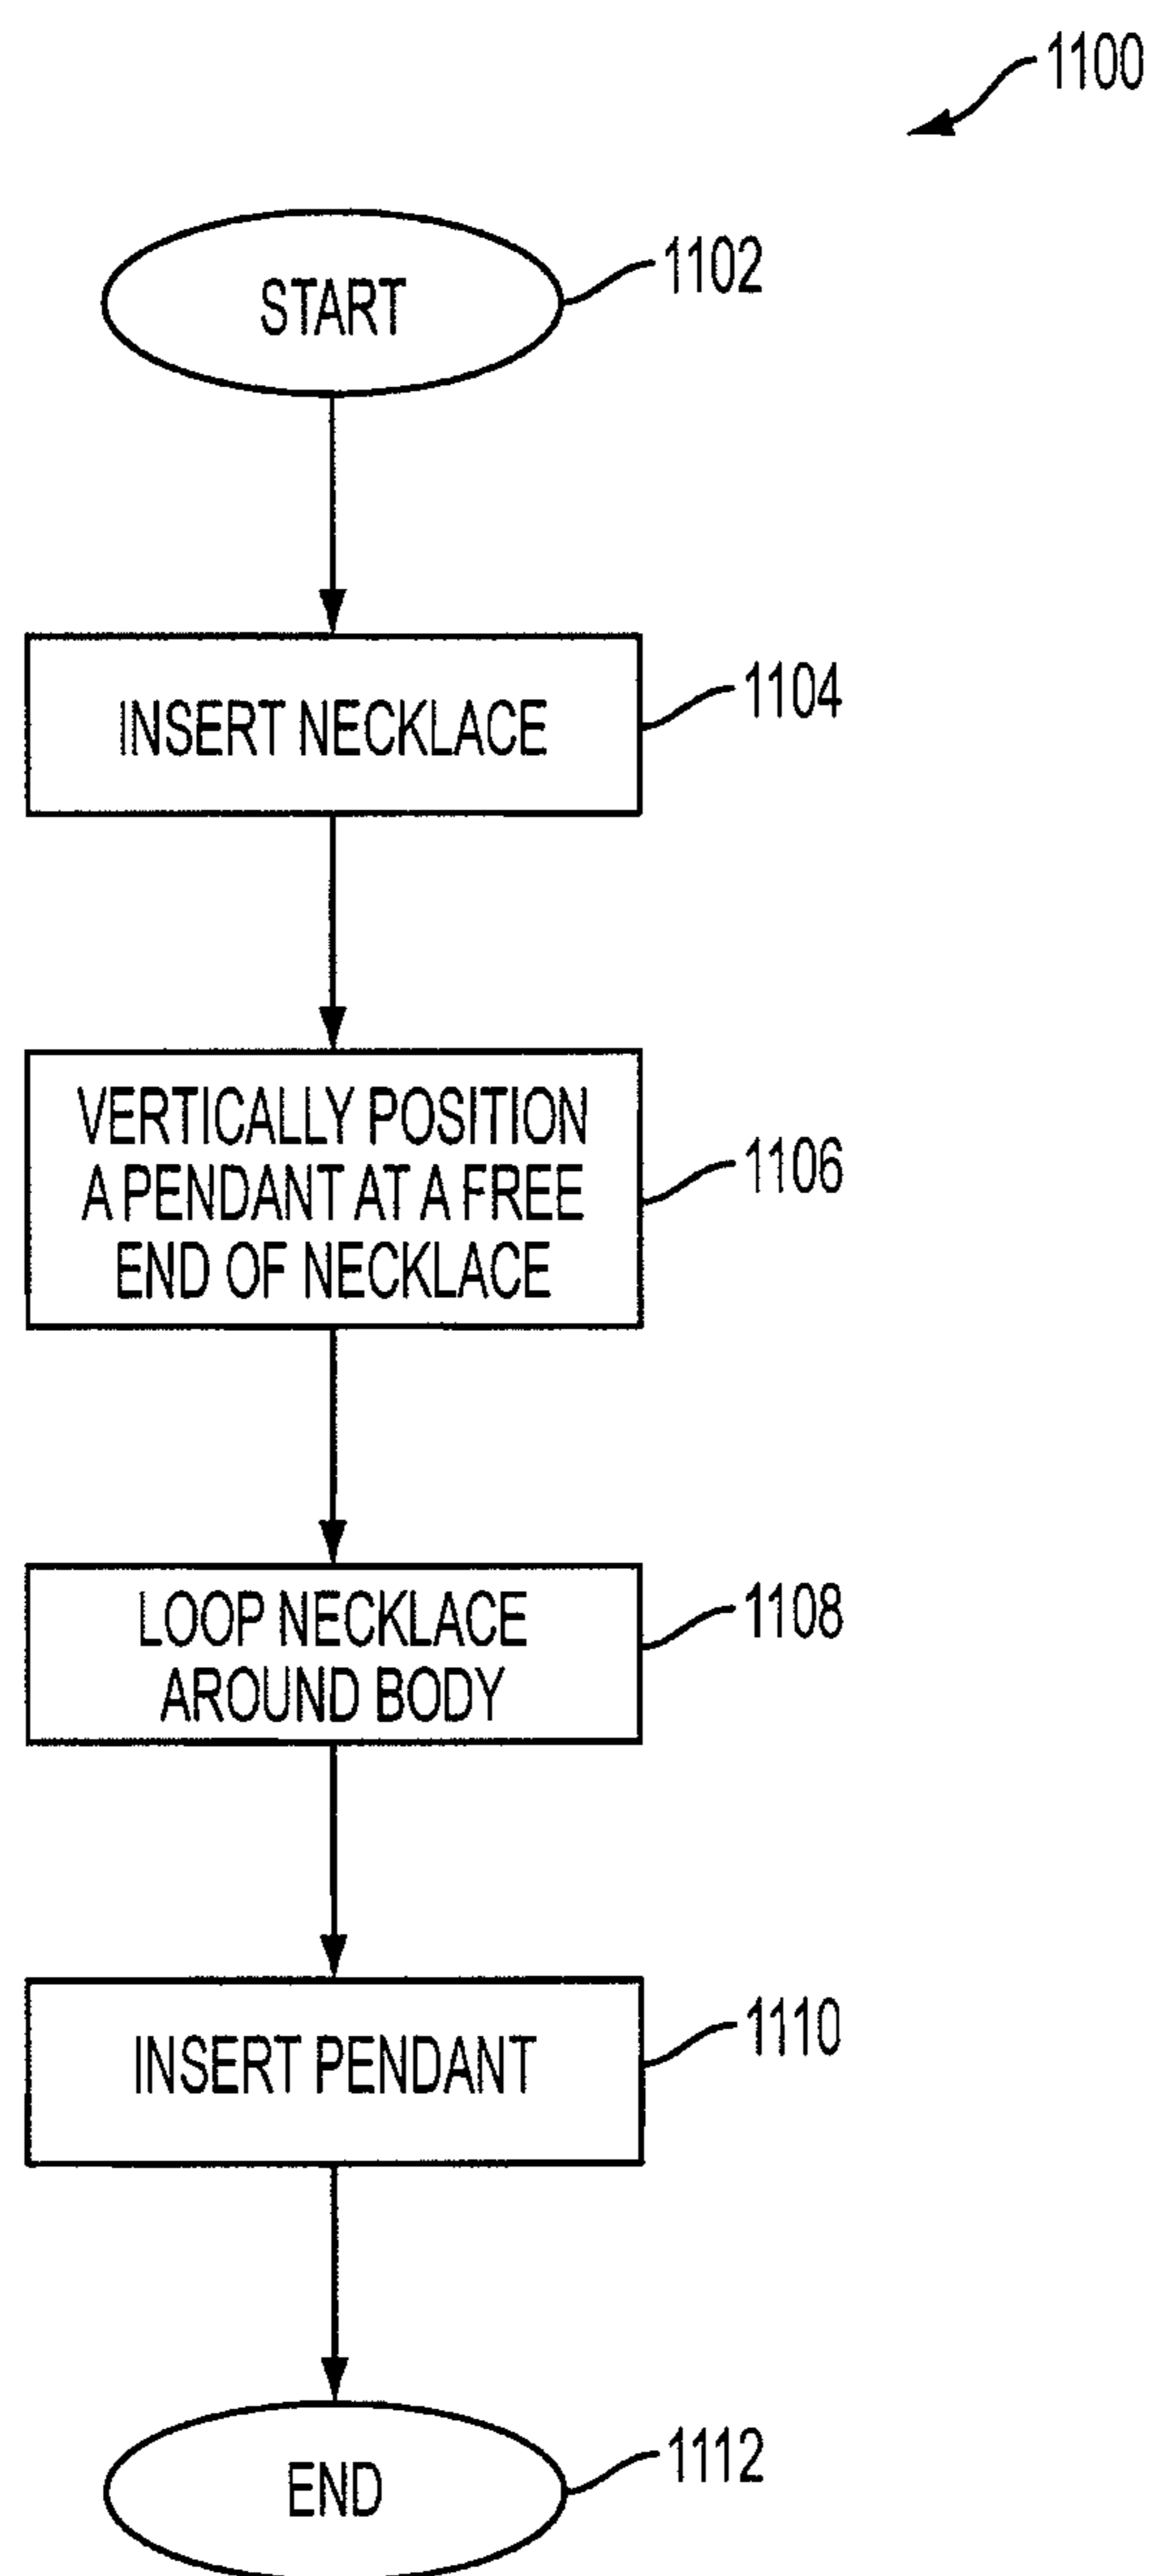 1100
START
1102
INSERT NECKLACE
1104
VERTICALLY POSITION
A PENDANT AT A FREE
END OF NECKLACE
1106
LOOP NECKLACE
AROUND BODY
1108
INSERT PENDANT
1110
END
1112